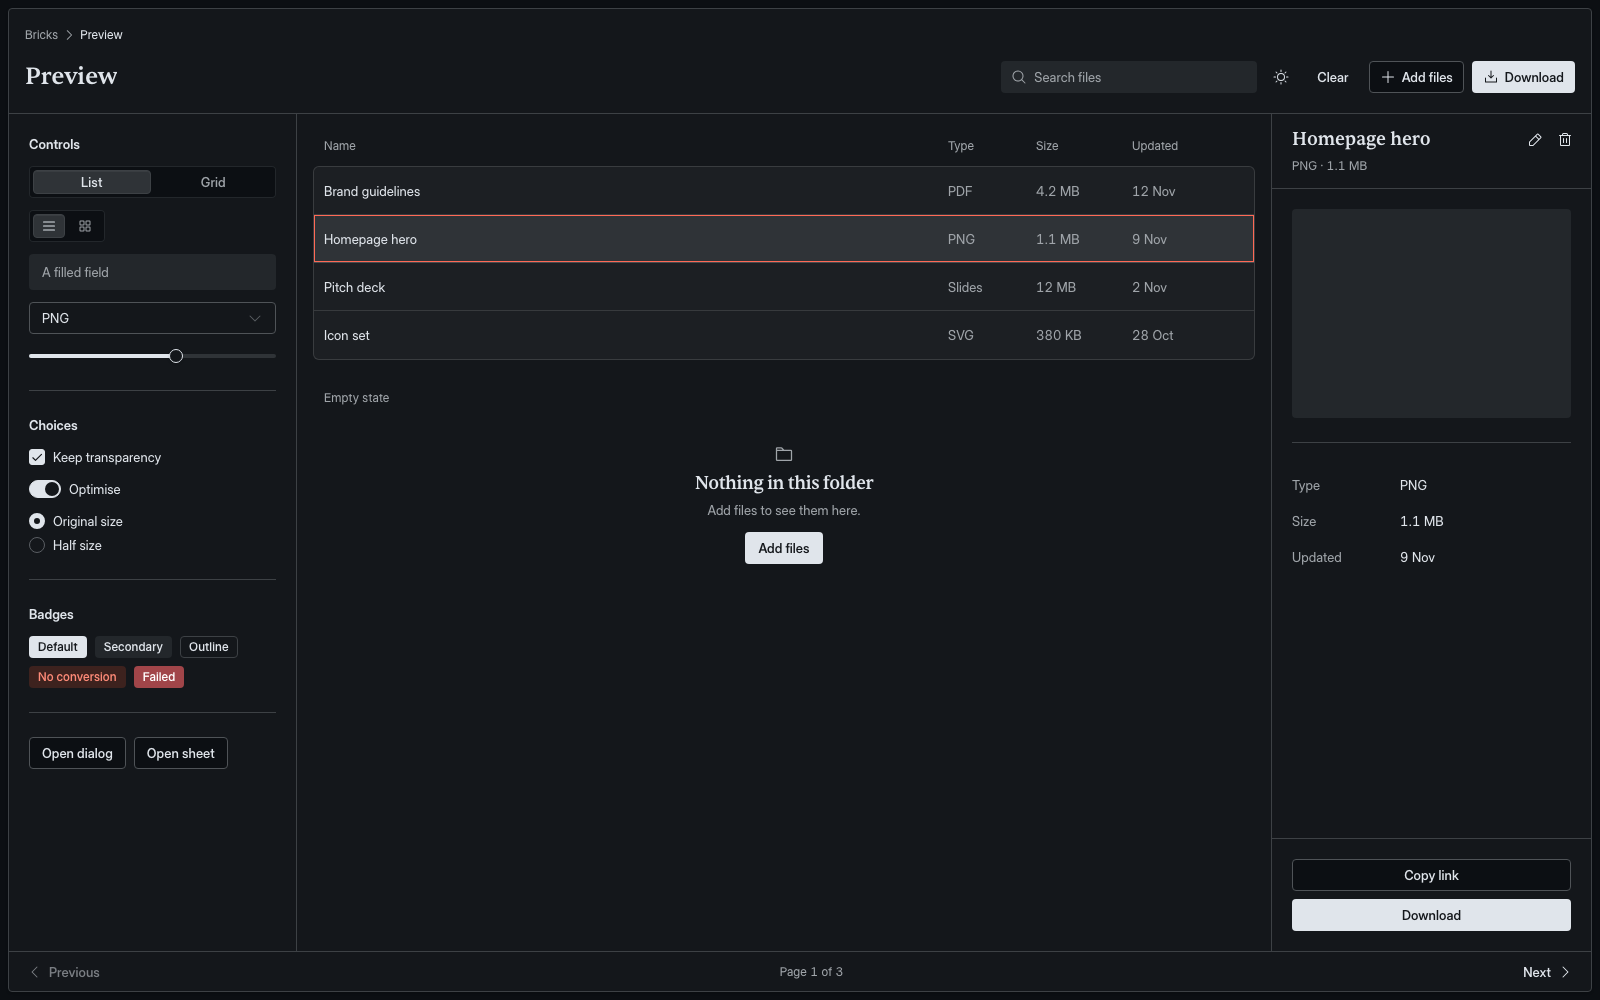 Bricks > Preview
Preview
Search files
Clear
Add files
Download
Controls
List Grid
A filled field
PNG
Choices
Keep transparency
Optimise
Original size
Half size
Badges
Default Secondary Outline
No conversion Failed
Open dialog Open sheet
Name Type Size Updated
Brand guidelines PDF 4.2 MB 12 Nov
Homepage hero PNG 1.1 MB 9 Nov
Pitch deck Slides 12 MB 2 Nov
Icon set SVG 380 KB 28 Oct
Empty state
Nothing in this folder
Add files to see them here.
Add files
Homepage hero
PNG · 1.1 MB
Type PNG
Size 1.1 MB
Updated 9 Nov
Copy link
Download
Previous
Page 1 of 3
Next